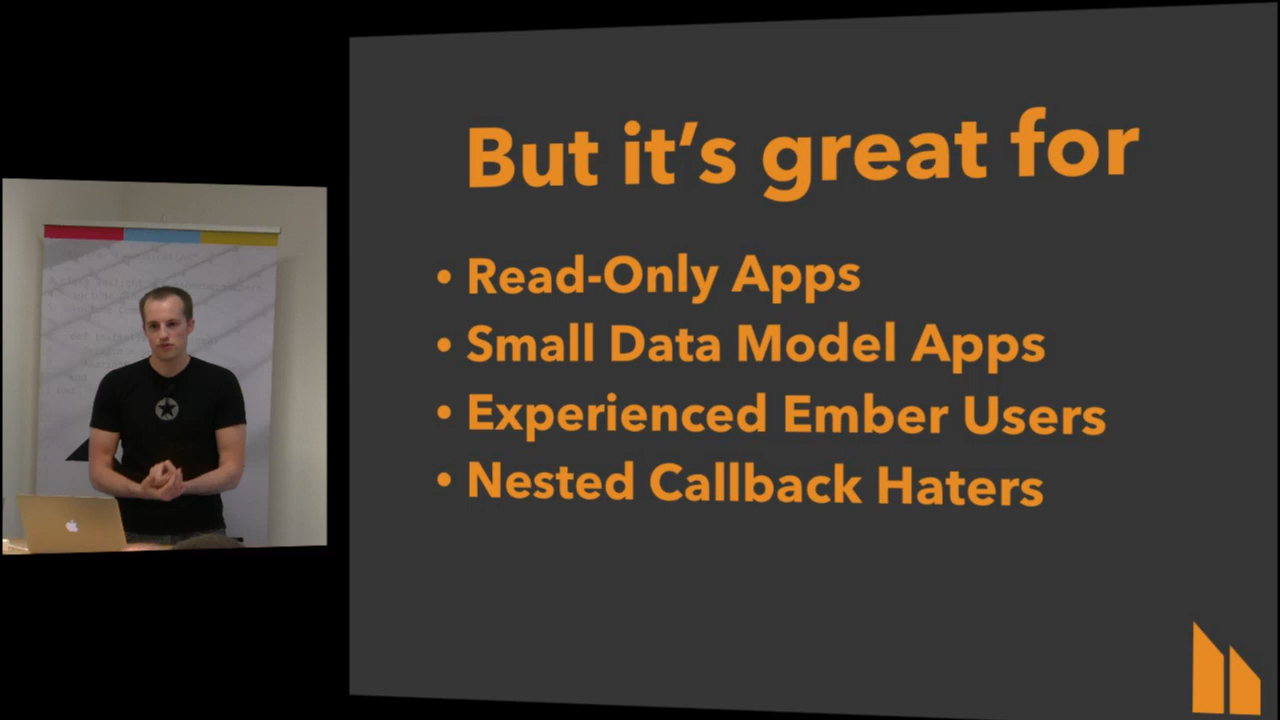 But it's great for
• Read-Only Apps
• Small Data Model Apps
• Experienced Ember Users
• Nested Callback Haters